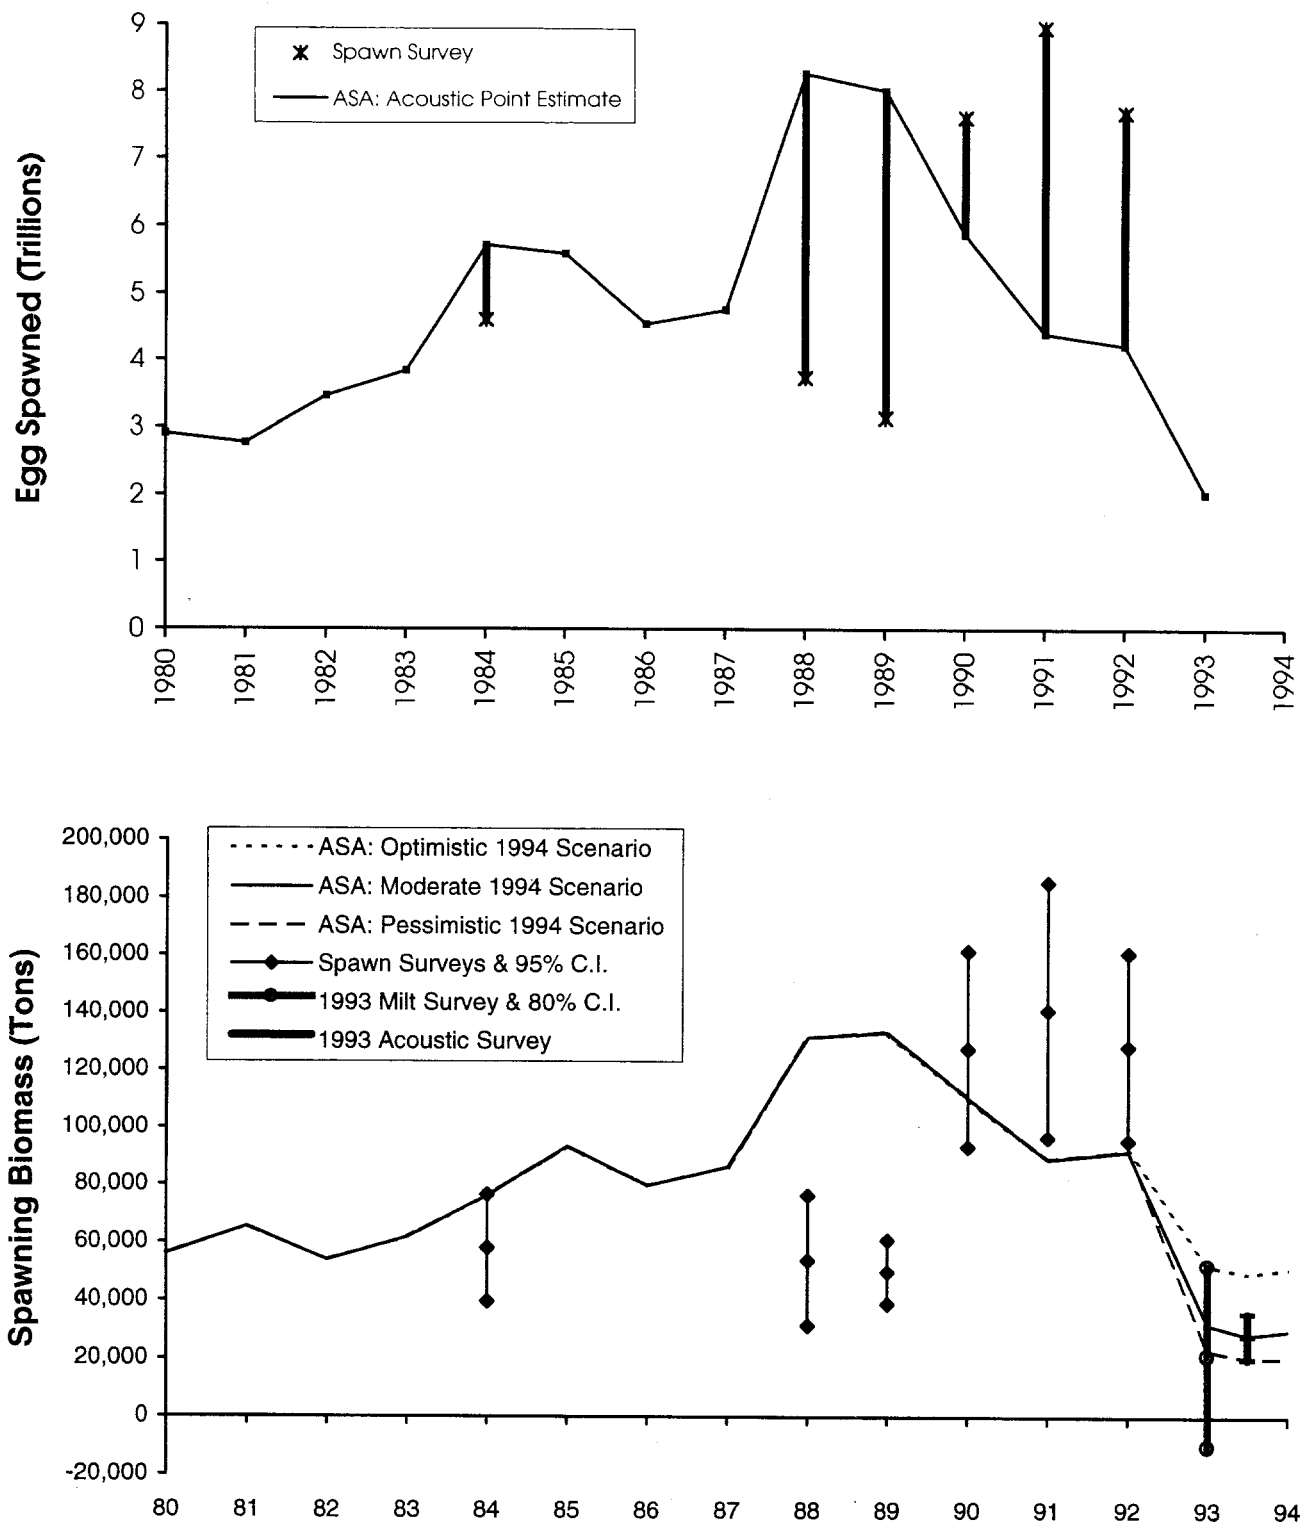 Egg Spawned (Trillions)
9
8
7
6
5
4
3
2
1
0
Spawn Survey
ASA: Acoustic Point Estimate
1980 1981 1982 1983 1984 1985 1986 1987 1988 1989 1990 1991 1992 1993 1994
Spawning Biomass (Tons)
200,000
180,000
160,000
140,000
120,000
100,000
80,000
60,000
40,000
20,000
0
-20,000
ASA: Optimistic 1994 Scenario
ASA: Moderate 1994 Scenario
ASA: Pessimistic 1994 Scenario
Spawn Surveys & 95% C.I.
1993 Milt Survey & 80% C.I.
1993 Acoustic Survey
80 81 82 83 84 85 86 87 88 89 90 91 92 93 94